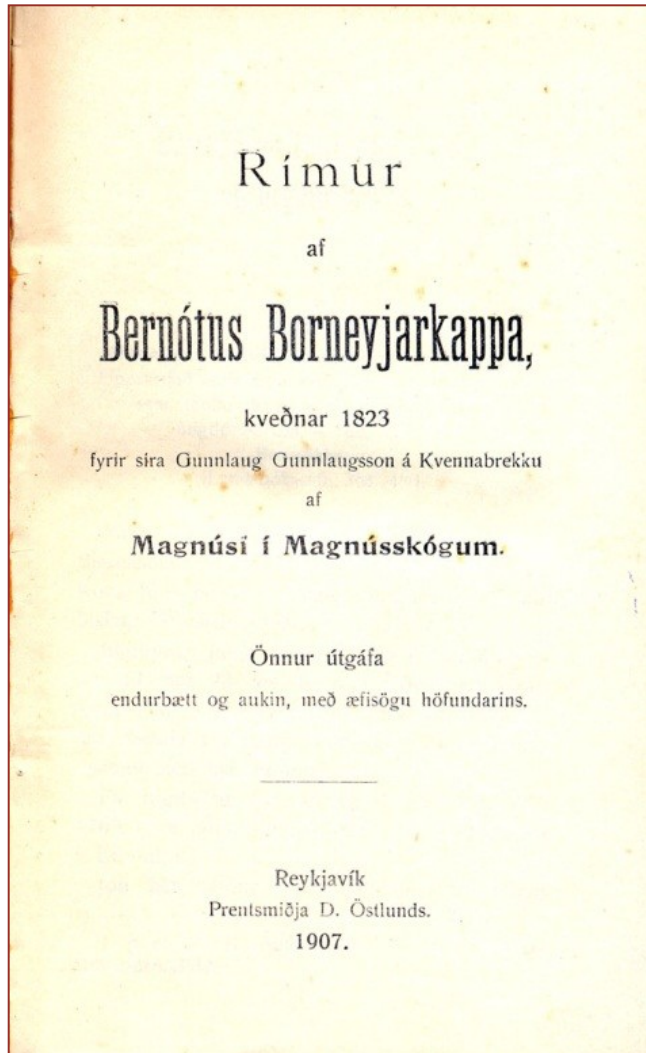 Rímur
af
Bernótus Borneyjarkappa,
kveðnar 1823
fyrir síra Gunnlaug Gunnlaugsson á Kvennabrekku
af
Magnúsi í Magnússkógum.
Önnur útgáfa
endurbætt og aukin, með æfisögu höfundarins.
Reykjavík
Prentsmiðja D. Östlunds.
1907.